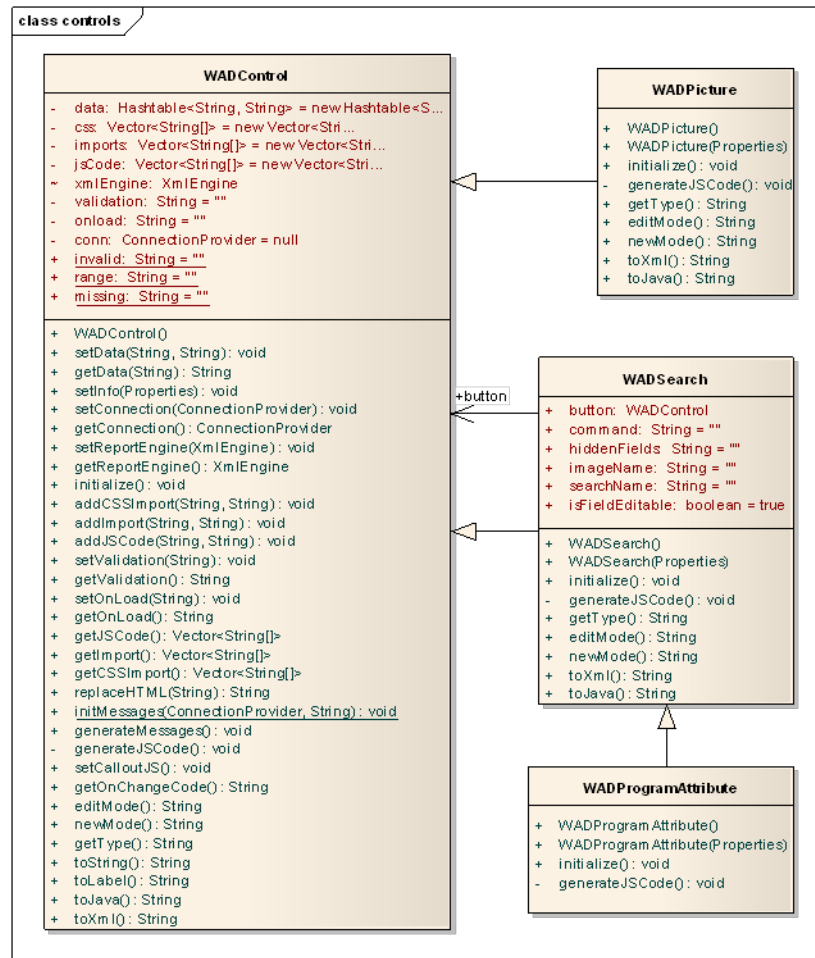 class controls
WADControl
- data: Hashtable<String, String> = new Hashtable<S...
- css: Vector<String[]> = new Vector<Stri...
- imports: Vector<String[]> = new Vector<Stri...
- jsCode: Vector<String[]> = new Vector<Stri...
~ xmlEngine: XmlEngine
- validation: String = ""
- onload: String = ""
- conn: ConnectionProvider = null
+ invalid: String = ""
+ range: String = ""
+ missing: String = ""
+ WADControl()
+ setData(String, String) : void
+ getData(String) : String
+ setInfo(Properties) : void
+ setConnection(ConnectionProvider) : void
+ getConnection() : ConnectionProvider
+ setReportEngine(XmlEngine) : void
+ getReportEngine() : XmlEngine
+ initialize() : void
+ addCSSImport(String, String) : void
+ addImport(String, String) : void
+ addJSCode(String, String) : void
+ setValidation(String) : void
+ getValidation() : String
+ setOnLoad(String) : void
+ getOnLoad() : String
+ getJSCode() : Vector<String[]>
+ getImport() : Vector<String[]>
+ getCSSImport() : Vector<String[]>
+ replaceHTML(String) : String
+ initMessages(ConnectionProvider, String) : void
+ generateMessages() : void
- generateJSCode() : void
+ setCalloutJS() : void
+ getOnChangeCode() : String
+ editMode() : String
+ newMode() : String
+ getType() : String
+ toString() : String
+ toLabel() : String
+ toJava() : String
+ toXml() : String
WADPicture
+ WADPicture()
+ WADPicture(Properties)
+ initialize() : void
- generateJSCode() : void
+ getType() : String
+ editMode() : String
+ newMode() : String
+ toXml() : String
+ toJava() : String
+button
WADSearch
+ button: WADControl
+ command: String = ""
+ hiddenFields: String = ""
+ imageName: String = ""
+ searchName: String = ""
+ isFieldEditable: boolean = true
+ WADSearch()
+ WADSearch(Properties)
+ initialize() : void
- generateJSCode() : void
+ getType() : String
+ editMode() : String
+ newMode() : String
+ toXml() : String
+ toJava() : String
WADProgramAttribute
+ WADProgramAttribute()
+ WADProgramAttribute(Properties)
+ initialize() : void
- generateJSCode() : void